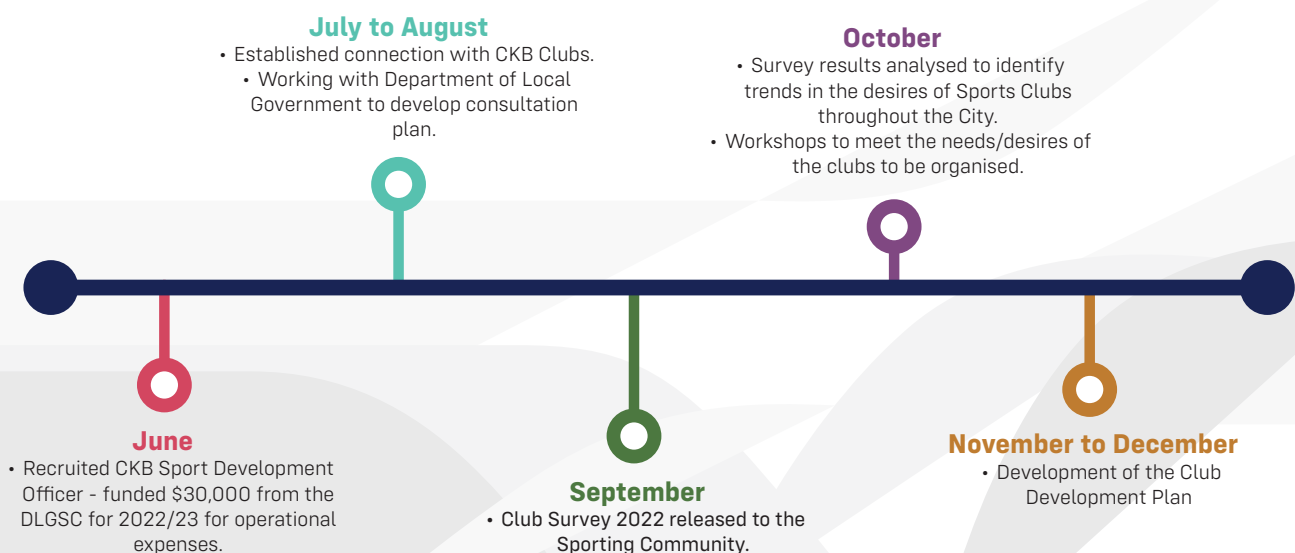 July to August
• Established connection with CKB Clubs.
• Working with Department of Local
Government to develop consultation
plan.
October
• Survey results analysed to identify
trends in the desires of Sports Clubs
throughout the City.
• Workshops to meet the needs/desires of
the clubs to be organised.
June
• Recruited CKB Sport Development
Officer - funded $30,000 from the
DLGSC for 2022/23 for operational
expenses.
September
• Club Survey 2022 released to the
Sporting Community.
November to December
• Development of the Club
Development Plan